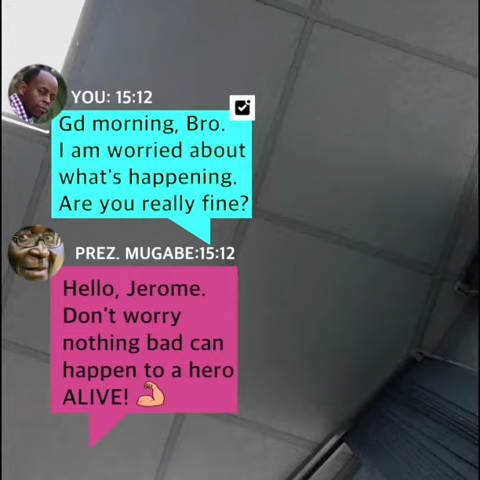 YOU: 15:12
Gd morning, Bro.
I am worried about
what's happening.
Are you really fine?
PREZ. MUGABE:15:12
Hello, Jerome.
Don't worry
nothing bad can
happen to a hero
ALIVE! 💪